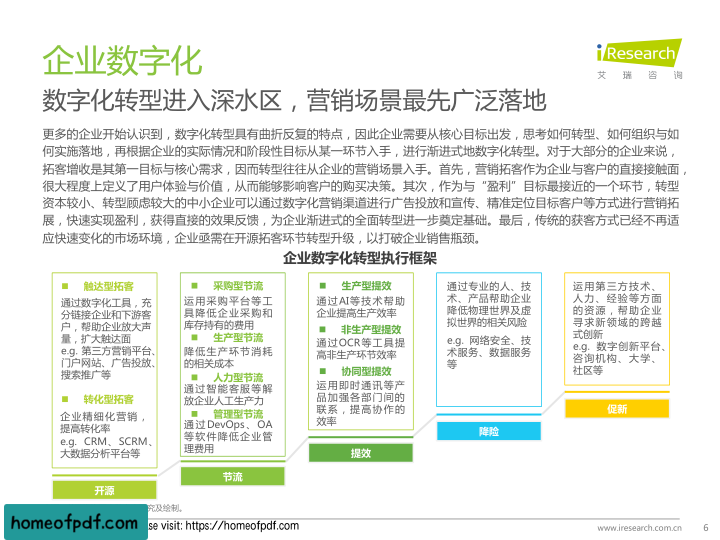 企业数字化
iResearch
艾 瑞 咨 询
数字化转型进入深水区，营销场景最先广泛落地
更多的企业开始认识到，数字化转型具有曲折反复的特点，因此企业需要从核心目标出发，思考如何转型、如何组织与如
何实施落地，再根据企业的实际情况和阶段性目标从某一环节入手，进行渐进式地数字化转型。对于大部分的企业来说，
拓客增收是其第一目标与核心需求，因而转型往往从企业的营销场景入手。首先，营销拓客作为企业与客户的直接接触面，
很大程度上定义了用户体验与价值，从而能够影响客户的购买决策。其次，作为与“盈利”目标最接近的一个环节，转型
资本较小、转型顾虑较大的中小企业可以通过数字化营销渠道进行广告投放和宣传、精准定位目标客户等方式进行营销拓
展，快速实现盈利，获得直接的效果反馈，为企业渐进式的全面转型进一步奠定基础。最后，传统的获客方式已经不再适
应快速变化的市场环境，企业亟需在开源拓客环节转型升级，以打破企业销售瓶颈。
企业数字化转型执行框架
触达型拓客
通过数字化工具，充
分链接企业和下游客
户，帮助企业放大声
量，扩大触达面
e.g. 第三方营销平台、
门户网站、广告投放、
搜索推广等
转化型拓客
企业精细化营销，
提高转化率
e.g. CRM、SCRM、
大数据分析平台等
开源
采购型节流
运用采购平台等工
具降低企业采购和
库存持有的费用
生产型节流
降低生产环节消耗
的相关成本
人力型节流
通过智能客服等解
放企业人工生产力
管理型节流
通过DevOps、OA
等软件降低企业管
理费用
节流
生产型提效
通过AI等技术帮助
企业提高生产效率
非生产型提效
通过OCR等工具提
高非生产环节效率
协同型提效
运用即时通讯等产
品加强各部门间的
联系，提高协作的
效率
提效
通过专业的人、技
术、产品帮助企业
降低物理世界及虚
拟世界的相关风险
e.g. 网络安全、技
术服务、数据服务
等
降险
运用第三方技术、
人力、经验等方面
的资源，帮助企业
寻求新领域的跨越
式创新
e.g. 数字创新平台、
咨询机构、大学、
社区等
促新
究及绘制。
homeofpdf.com
se visit: https://homeofpdf.com
www.iresearch.com.cn
6